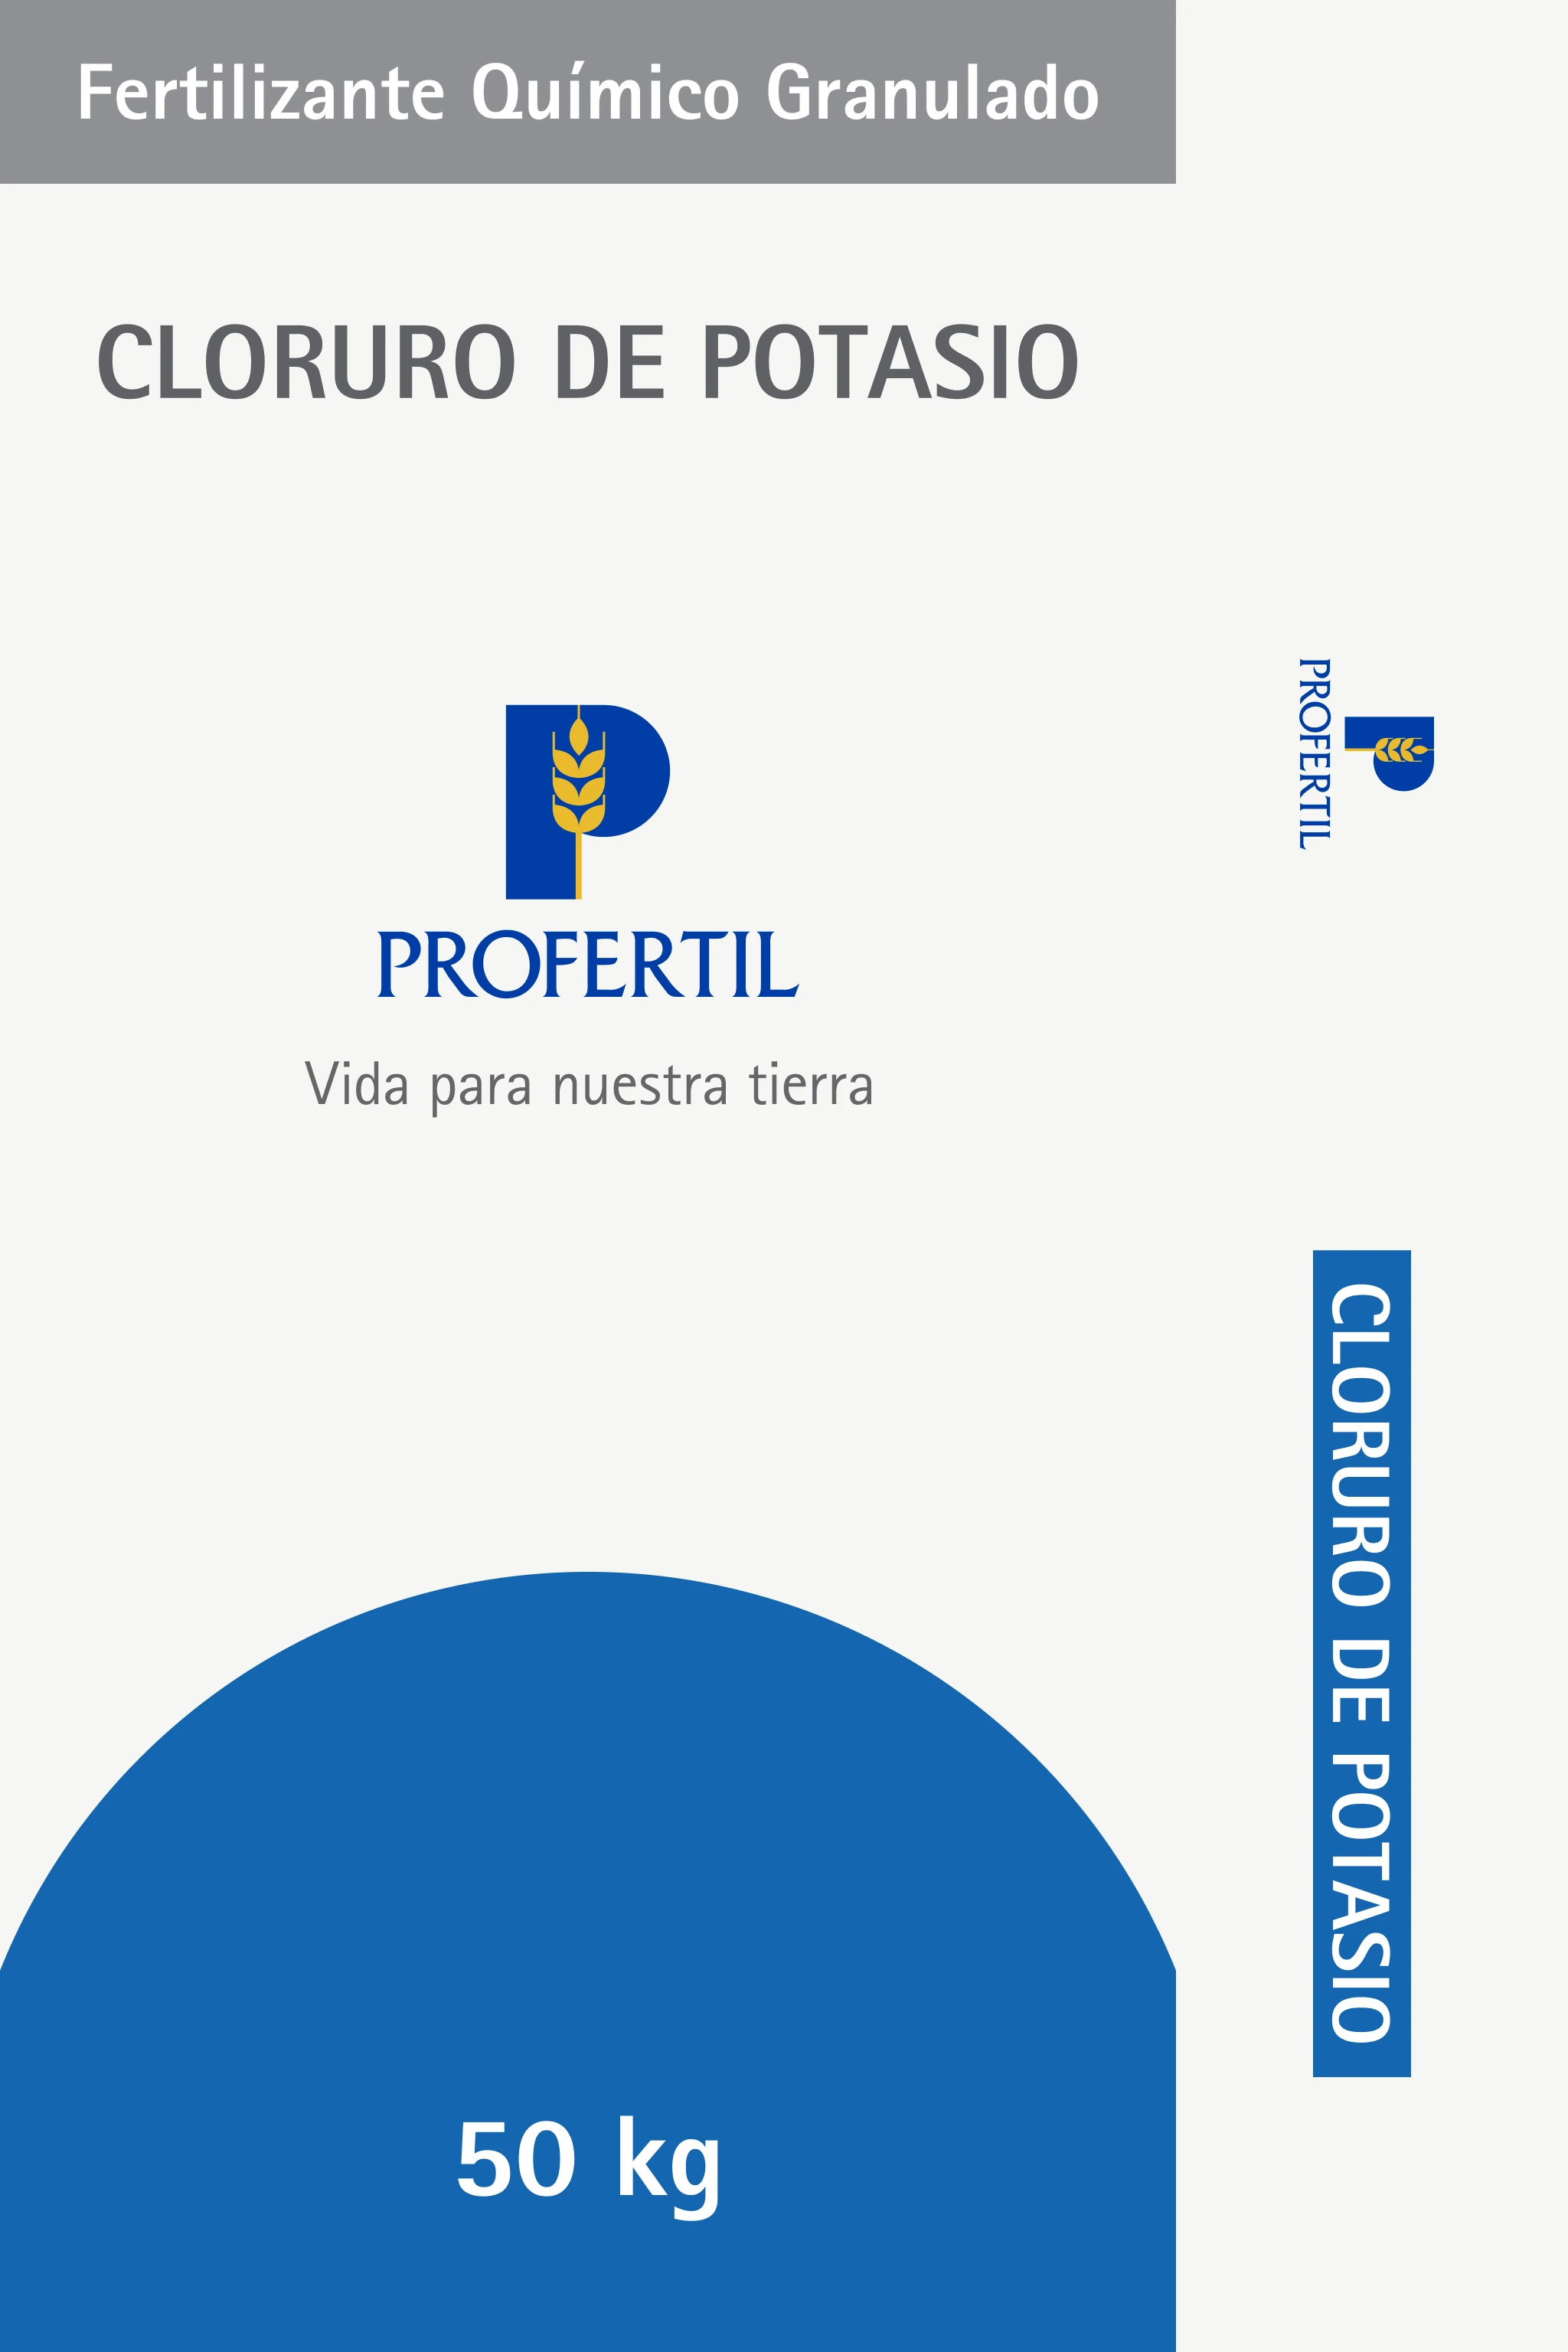 Fertilizante Químico Granulado
CLORURO DE POTASIO
PROFERTIL
Vida para nuestra tierra
50 kg
PROFERTIL
CLORURO DE POTASIO